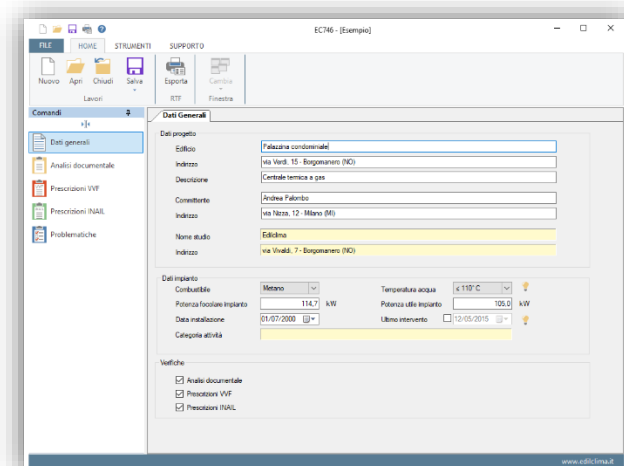 EC746 - [Esempio]
FILE HOME STRUMENTI SUPPORTO
Nuovo Apri Chiudi Salva Esporta Cambia
Lavori RTF Finestra
Comandi
Dati generali
Analisi documentale
Prescrizioni VVF
Prescrizioni INAIL
Problematiche
Dati Generali
Dati progetto
Edificio Palazzina condominiale
Indirizzo via Verdi, 15 - Borgomanero (NO)
Descrizione Centrale termica a gas
Committente Andrea Palombo
Indirizzo via Nizza, 12 - Milano (MI)
Nome studio Edilclima
Indirizzo via Vivaldi, 7 - Borgomanero (NO)
Dati impianto
Combustibile Metano Temperatura acqua ≤ 110° C
Potenza focolare impianto 114,7 kW Potenza utile impianto 105,0 kW
Data installazione 01/07/2000 Ultimo intervento 12/05/2015
Categoria attività
Verifiche
Analisi documentale
Prescrizioni VVF
Prescrizioni INAIL
www.edilclima.it